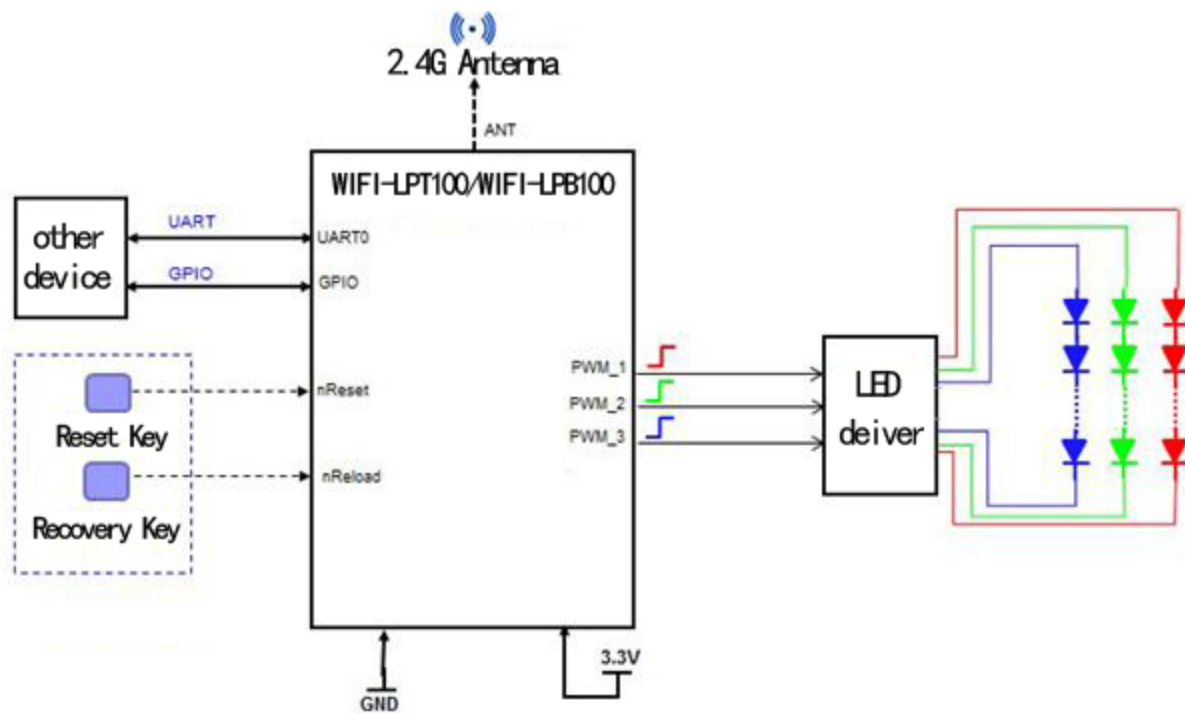 2.4G Antenna
ANT
WIFI-LPT100/WIFI-LPB100
other
device
UART
UART0
GPIO
GPIO
nReset
Reset Key
nReload
Recovery Key
PWM_1
PWM_2
PWM_3
LED
deiver
GND
3.3V